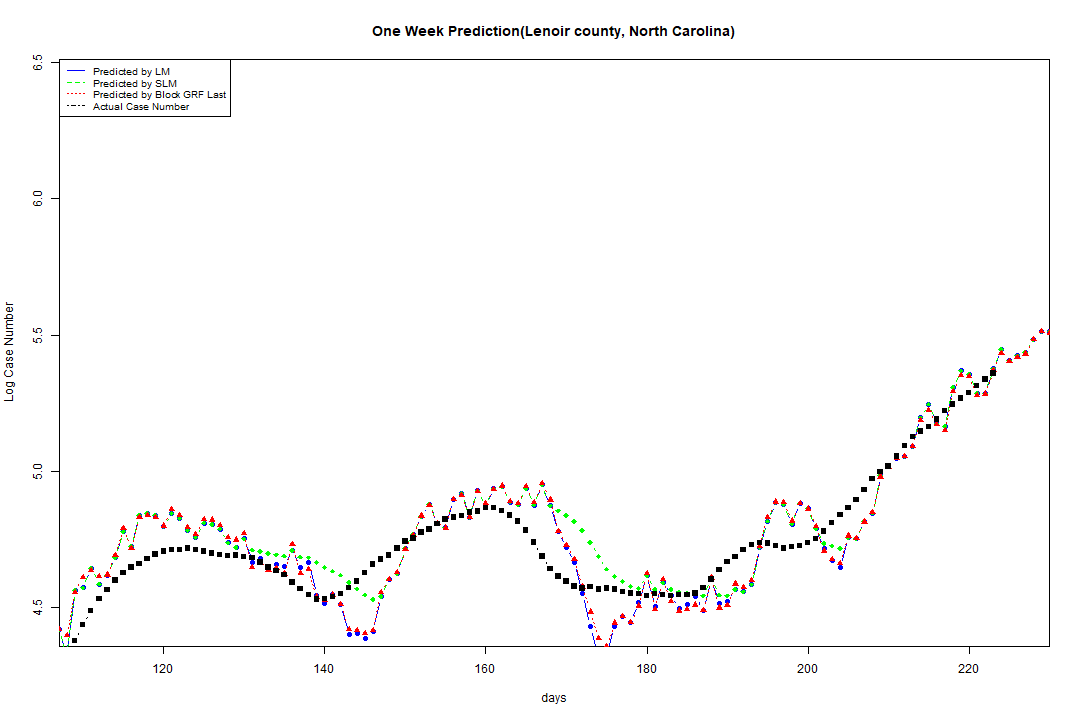 One Week Prediction(Lenoir county, North Carolina)
Predicted by LM
Predicted by SLM
Predicted by Block GRF Last
Actual Case Number
6.5
6.0
5.5
5.0
4.5
Log Case Number
120 140 160 180 200 220
days